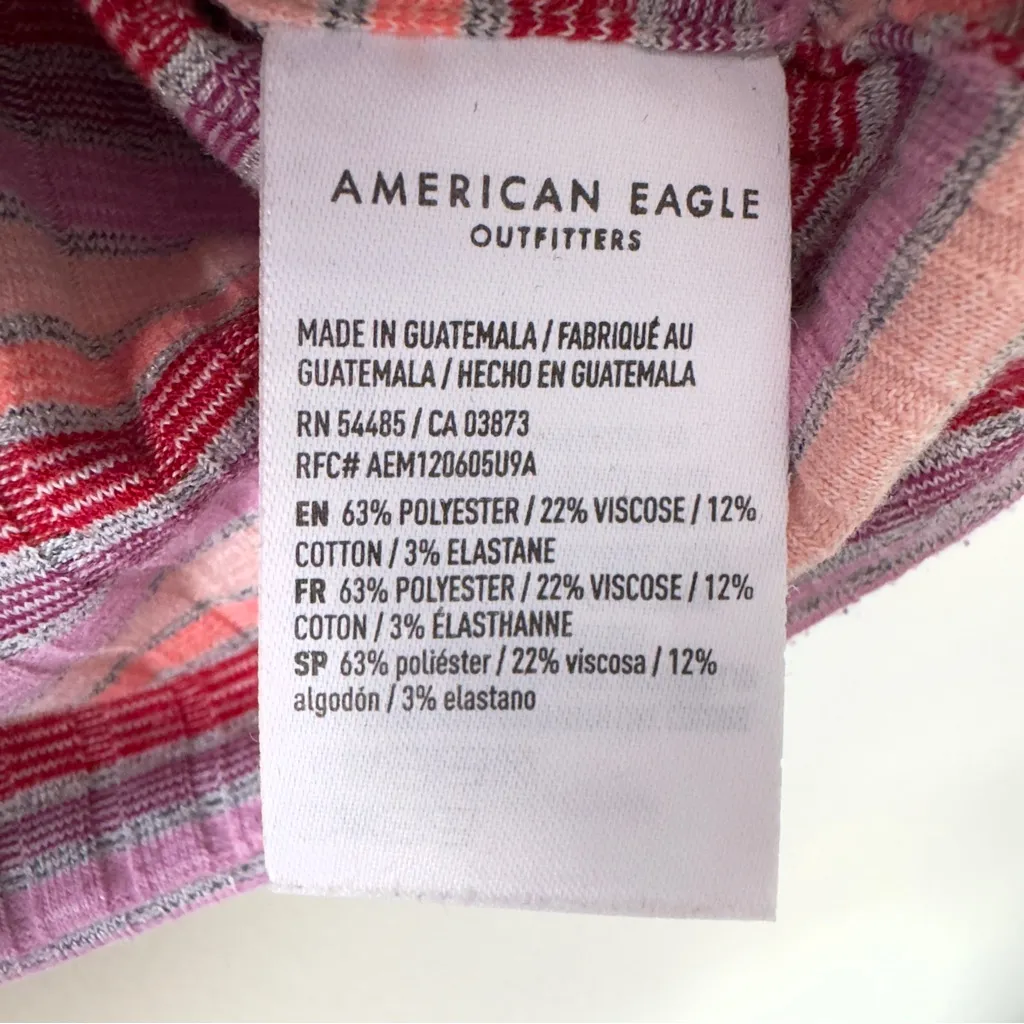 AMERICAN EAGLE
OUTFITTERS
MADE IN GUATEMALA / FABRIQUÉ AU
GUATEMALA / HECHO EN GUATEMALA
RN 54485 / CA 03873
RFC# AEM120605U9A
EN 63% POLYESTER / 22% VISCOSE / 12%
COTTON / 3% ELASTANE
FR 63% POLYESTER / 22% VISCOSE / 12%
COTON / 3% ÉLASTHANNE
SP 63% poliéster / 22% viscosa / 12%
algodón / 3% elastano